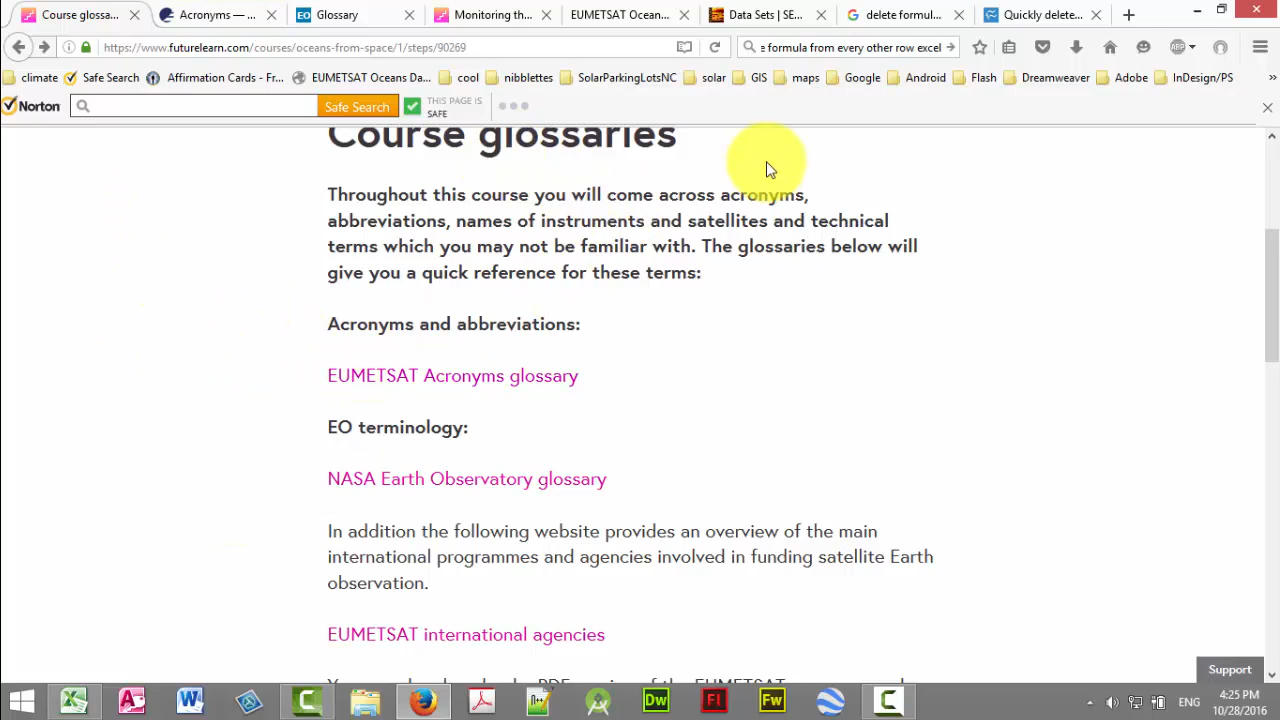 Course glossa...
Acronyms — ...
EO Glossary
Monitoring th...
EUMETSAT Ocean...
Data Sets | SE...
delete formul...
Quickly delete...
https://www.futurelearn.com/courses/oceans-from-space/1/steps/90269
e formula from every other row excel
ABP
climate
Safe Search
Affirmation Cards - Fr...
EUMETSAT Oceans Da...
cool
nibblettes
SolarParkingLotsNC
solar
GIS
maps
Google
Android
Flash
Dreamweaver
Adobe
InDesign/PS
Norton
Safe Search
THIS PAGE IS
SAFE
Course glossaries
Throughout this course you will come across acronyms,
abbreviations, names of instruments and satellites and technical
terms which you may not be familiar with. The glossaries below will
give you a quick reference for these terms:
Acronyms and abbreviations:
EUMETSAT Acronyms glossary
EO terminology:
NASA Earth Observatory glossary
In addition the following website provides an overview of the main
international programmes and agencies involved in funding satellite Earth
observation.
EUMETSAT international agencies
Support
Dw
Fl
Fw
ENG
4:25 PM
10/28/2016